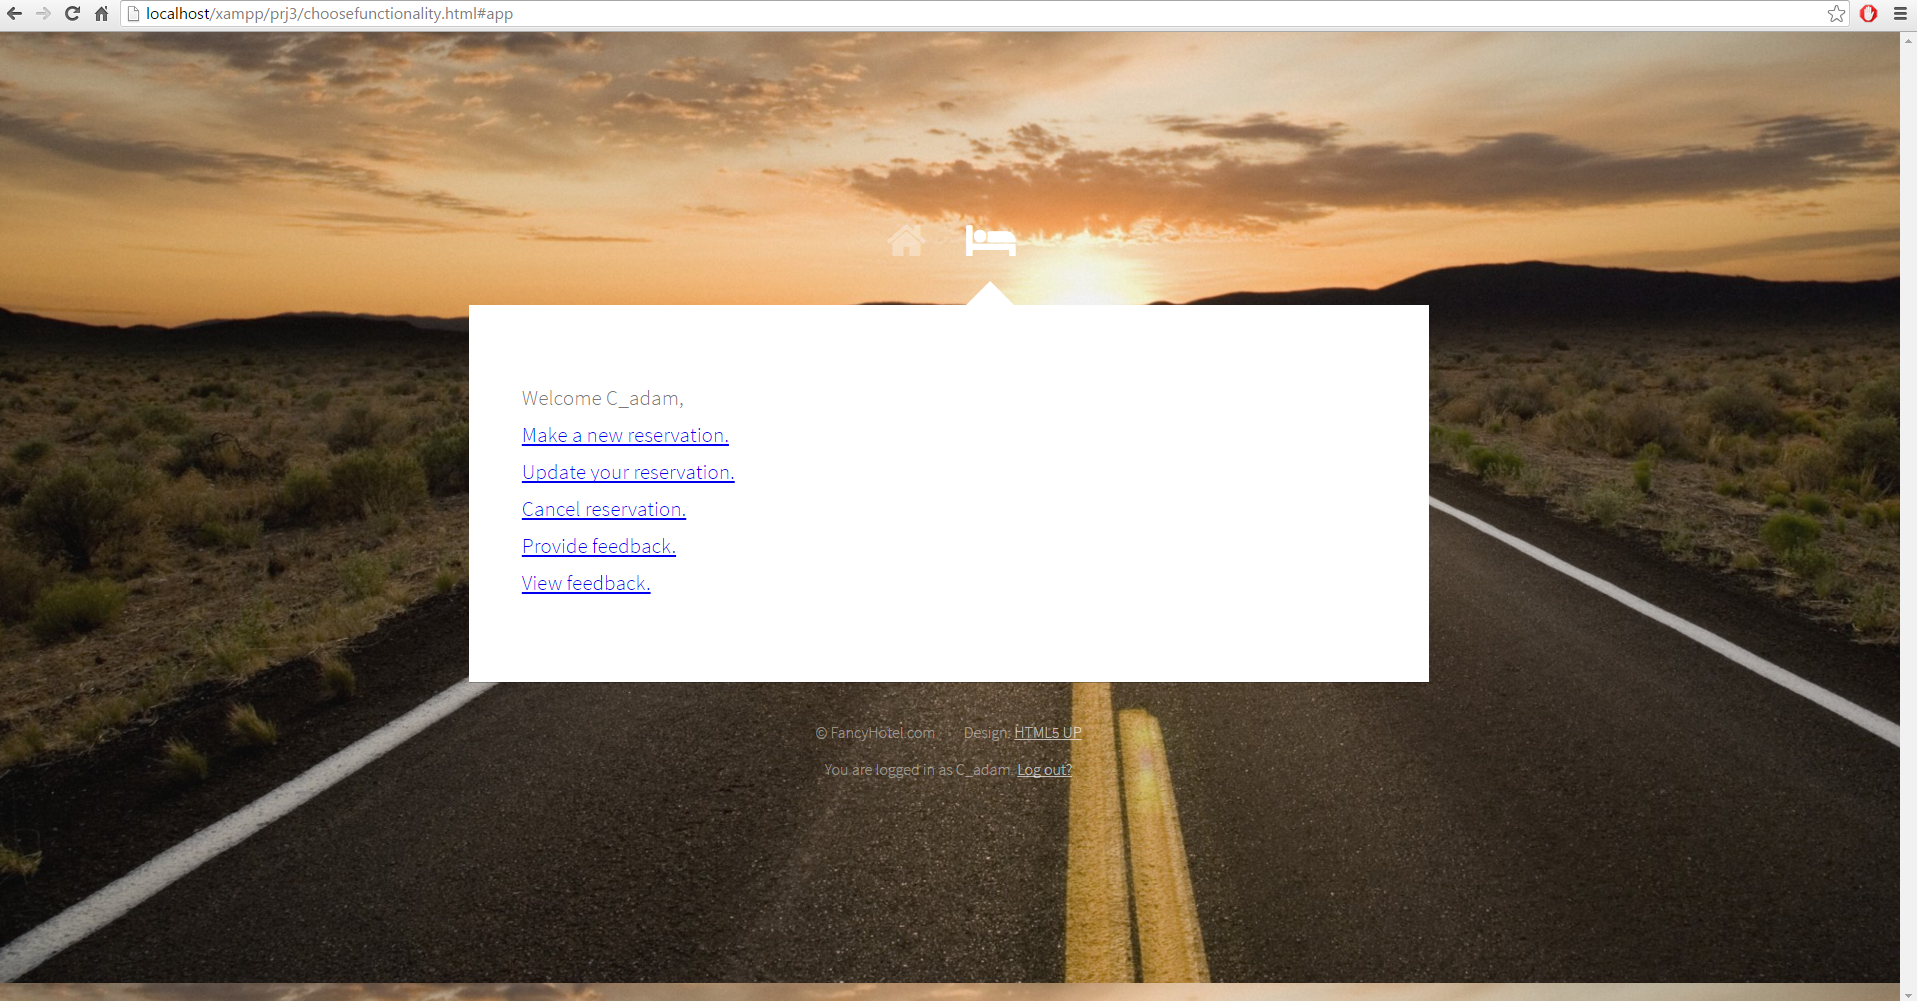 localhost/xampp/prj3/choosefunctionality.html#app
Welcome C_adam,
Make a new reservation.
Update your reservation.
Cancel reservation.
Provide feedback.
View feedback.
© FancyHotel.com Design: HTML5 UP
You are logged in as C_adam. Log out?